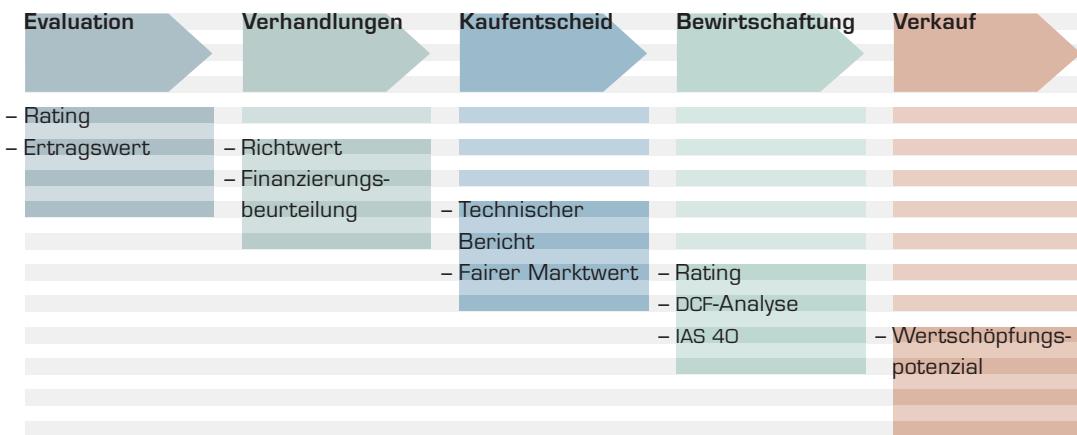 Evaluation
Verhandlungen
Kaufentscheid
Bewirtschaftung
Verkauf
– Rating
– Ertragswert
– Richtwert
– Finanzierungs-
beurteilung
– Technischer
Bericht
– Fairer Marktwert
– Rating
– DCF-Analyse
– IAS 40
– Wertschöpfungs-
potenzial